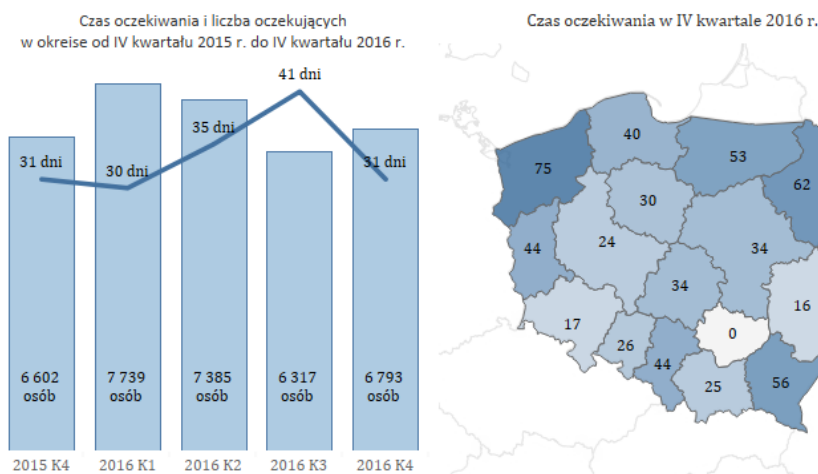 Czas oczekiwania i liczba oczekujących
w okreise od IV kwartału 2015 r. do IV kwartału 2016 r.
41 dni
35 dni
31 dni
30 dni
31 dni
6 602
osób
7 739
osób
7 385
osób
6 317
osób
6 793
osób
2015 K4
2016 K1
2016 K2
2016 K3
2016 K4
Czas oczekiwania w IV kwartale 2016 r.
40
53
75
62
30
44
24
34
34
16
17
0
26
44
25
56